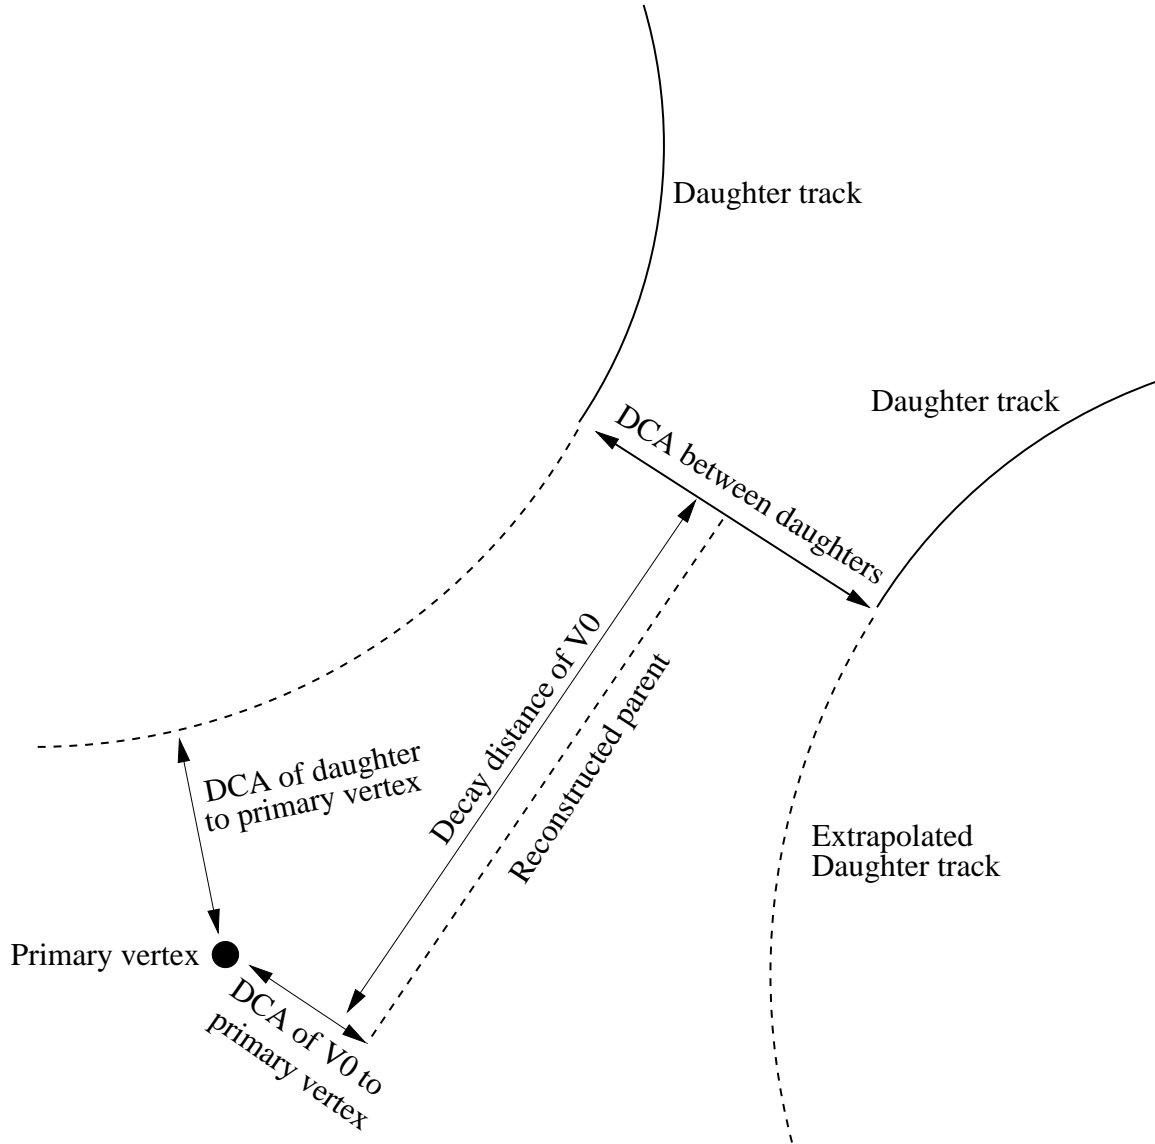 Daughter track
Daughter track
DCA between daughters
Decay distance of V0
Reconstructed parent
DCA of daughter
to primary vertex
Extrapolated
Daughter track
Primary vertex
DCA of V0 to
primary vertex